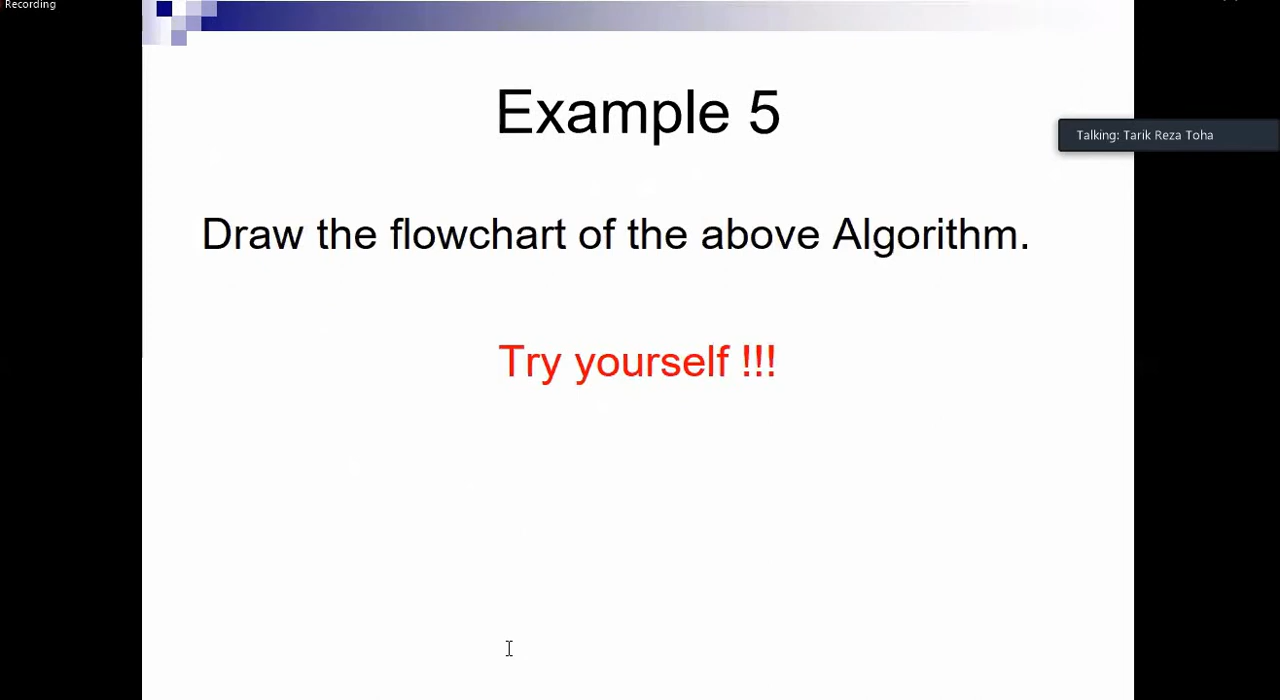 Recording
Example 5
Talking: Tarik Reza Toha
Draw the flowchart of the above Algorithm.
Try yourself !!!